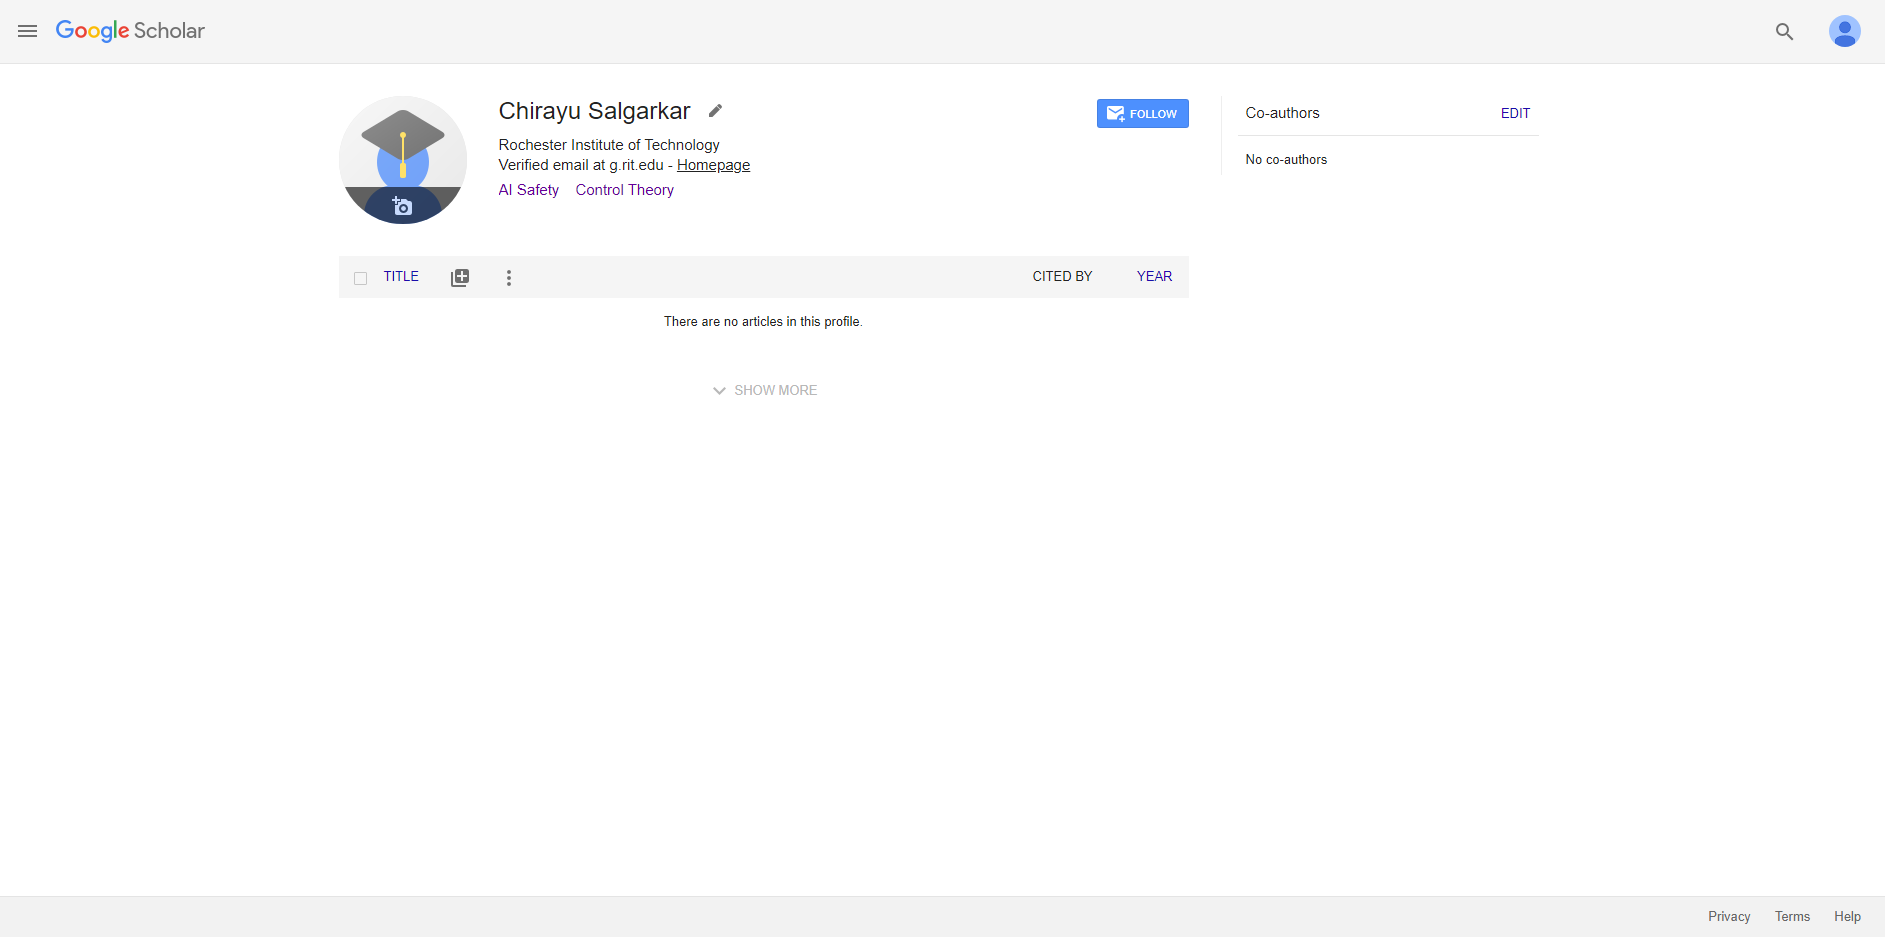 Google Scholar
Chirayu Salgarkar
FOLLOW
Rochester Institute of Technology
Verified email at g.rit.edu - Homepage
AI Safety Control Theory
Co-authors EDIT
No co-authors
TITLE CITED BY YEAR
There are no articles in this profile.
SHOW MORE
Privacy Terms Help